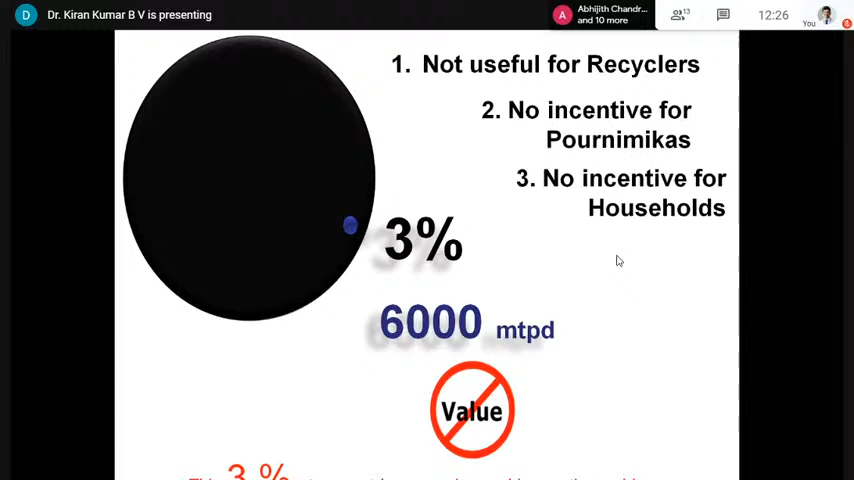 D Dr. Kiran Kumar B V is presenting
A Abhijith Chandr...
and 10 more
13
12:26
You
1. Not useful for Recyclers
2. No incentive for
Pournimikas
3. No incentive for
Households
3%
6000 mtpd
Value
3 %